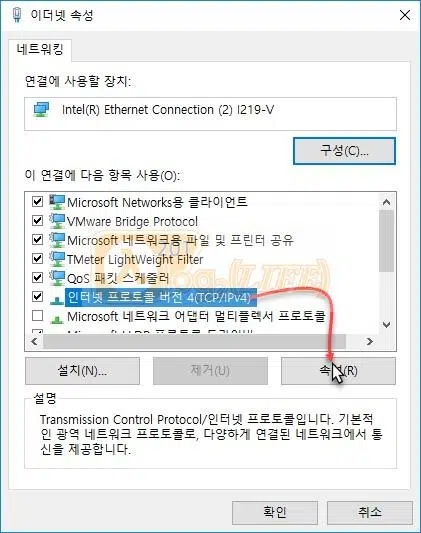 이더넷 속성
네트워킹
연결에 사용할 장치:
Intel(R) Ethernet Connection (2) I219-V
구성(C)...
이 연결에 다음 항목 사용(O):
Microsoft Networks용 클라이언트
VMware Bridge Protocol
Microsoft 네트워크용 파일 및 프린터 공유
TMeter LightWeight Filter
QoS 패킷 스케줄러
인터넷 프로토콜 버전 4(TCP/IPv4)
Microsoft 네트워크 어댑터 멀티플렉서 프로토콜
설치(N)...
제거(U)
속성(R)
설명
Transmission Control Protocol/인터넷 프로토콜입니다. 기본적
인 광역 네트워크 프로토콜로, 다양하게 연결된 네트워크에서 통
신을 제공합니다.
확인
취소